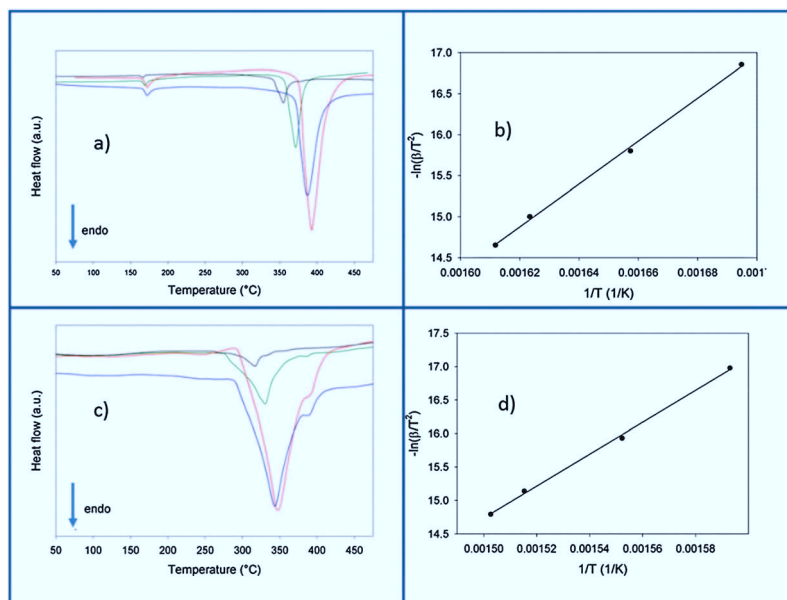 a)
Heat flow (a.u.)
endo
50 100 150 200 250 300 350 400 450
Temperature (°C)
b)
-ln(β/T²)
17.0
16.5
16.0
15.5
15.0
14.5
0.00160 0.00162 0.00164 0.00166 0.00168 0.0017
1/T (1/K)
c)
Heat flow (a.u.)
endo
50 100 150 200 250 300 350 400 450
Temperature (°C)
d)
-ln(β/T²)
17.5
17.0
16.5
16.0
15.5
15.0
14.5
0.00150 0.00152 0.00154 0.00156 0.00158
1/T (1/K)